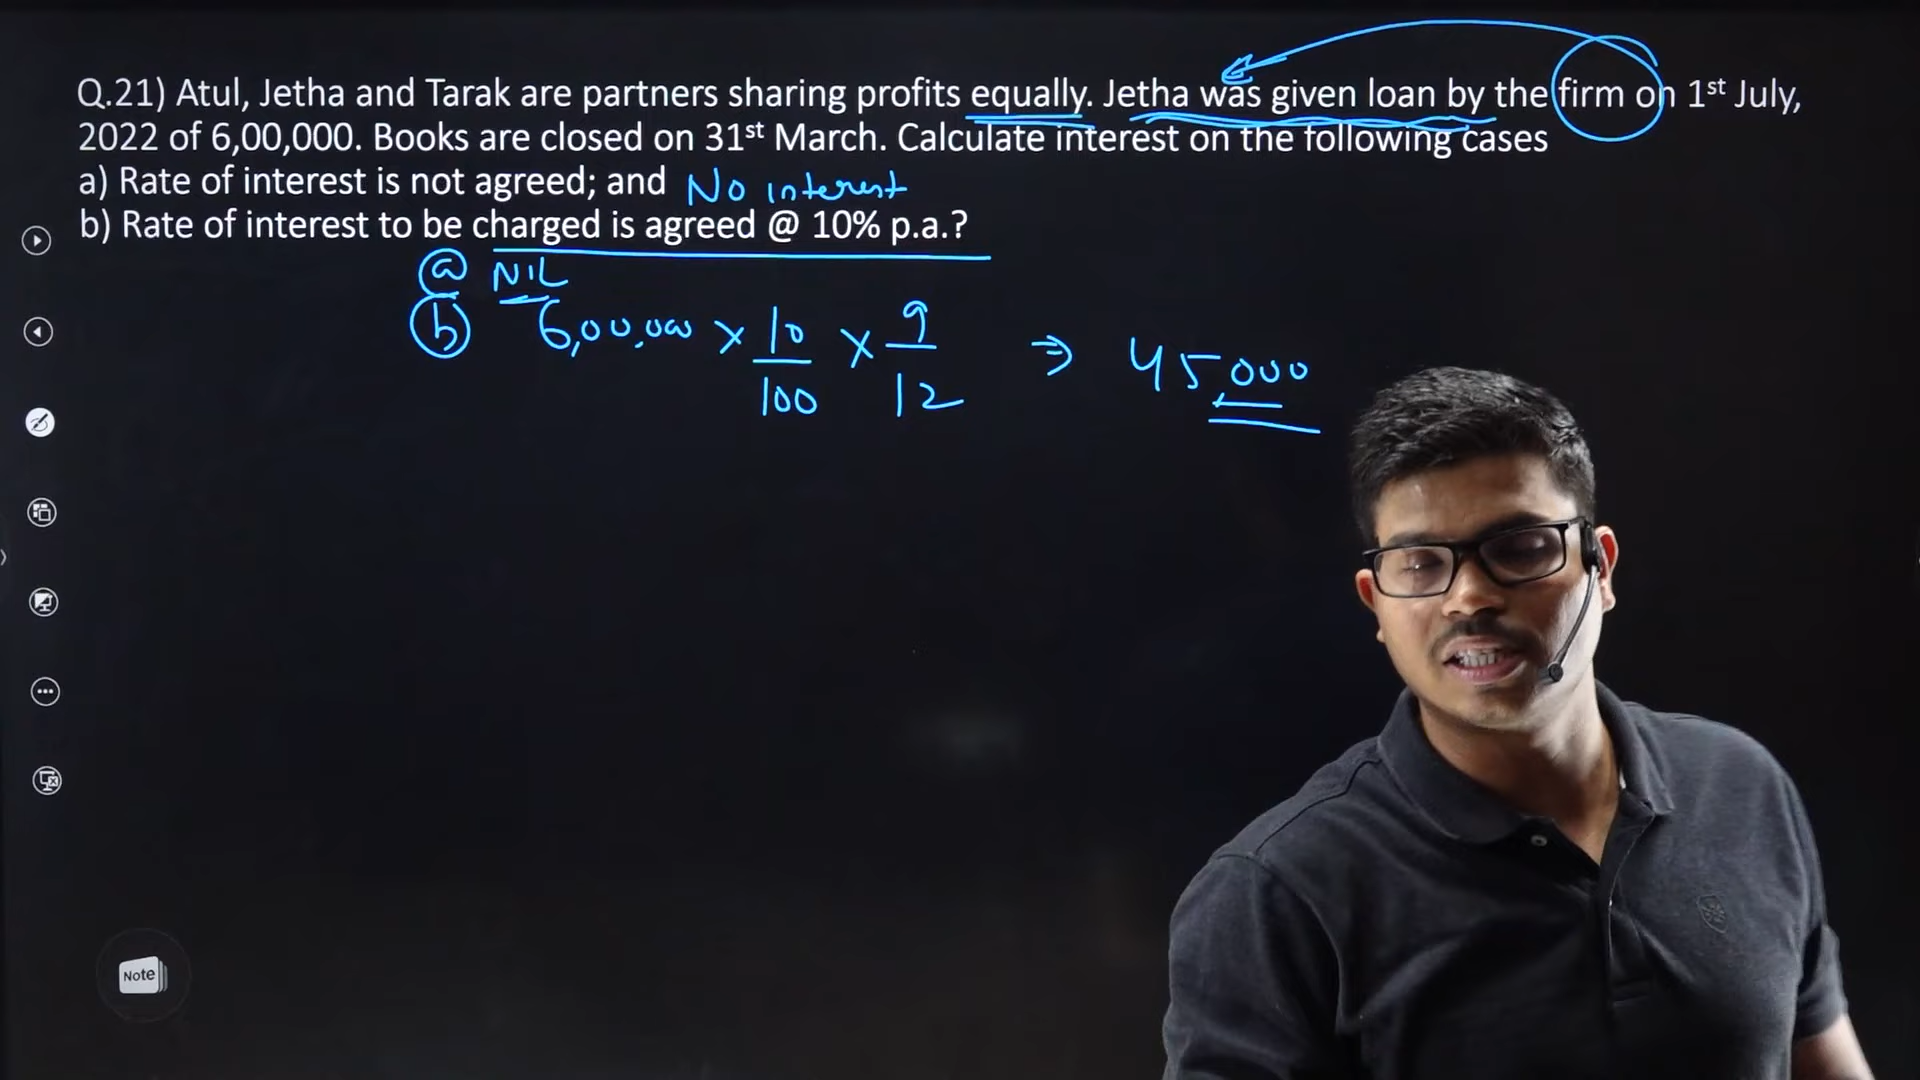 Q.21) Atul, Jetha and Tarak are partners sharing profits equally. Jetha was given loan by the firm on 1st July,
2022 of 6,00,000. Books are closed on 31st March. Calculate interest on the following cases
a) Rate of interest is not agreed; and No interest
b) Rate of interest to be charged is agreed @ 10% p.a.?
a NIL
b 6,00,000 × 10/100 × 9/12 ⇒ 45,000
Note